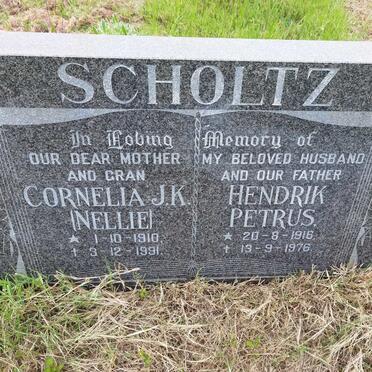 SCHOLTZ
In Loving Memory of
OUR DEAR MOTHER
AND GRAN
CORNELIA J.K.
(NELLIE)
★ 1-10-1910.
✝ 3-12-1991.
MY BELOVED HUSBAND
AND OUR FATHER
HENDRIK
PETRUS
★ 20-8-1916.
✝ 13-9-1976.